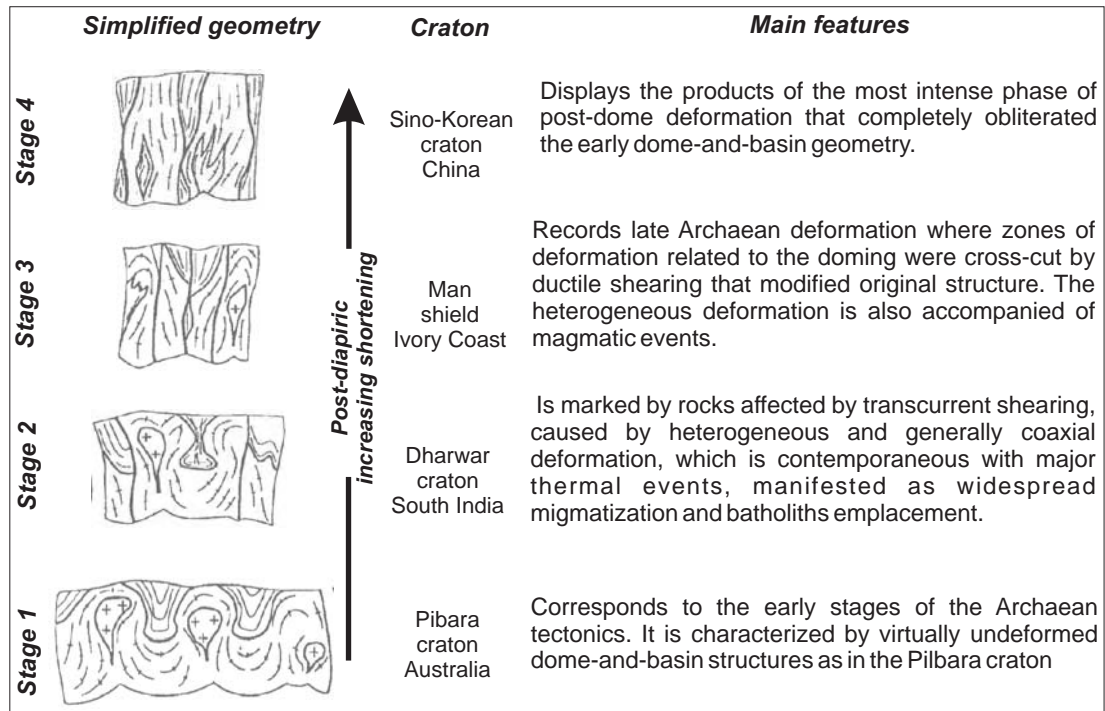 Simplified geometry Craton Main features
Stage 4
Sino-Korean
craton
China
Displays the products of the most intense phase of
post-dome deformation that completely obliterated
the early dome-and-basin geometry.
Stage 3
Man
shield
Ivory Coast
Records late Archaean deformation where zones of
deformation related to the doming were cross-cut by
ductile shearing that modified original structure. The
heterogeneous deformation is also accompanied of
magmatic events.
Post-diapiric
increasing shortening
Stage 2
Dharwar
craton
South India
Is marked by rocks affected by transcurrent shearing,
caused by heterogeneous and generally coaxial
deformation, which is contemporaneous with major
thermal events, manifested as widespread
migmatization and batholiths emplacement.
Stage 1
Pibara
craton
Australia
Corresponds to the early stages of the Archaean
tectonics. It is characterized by virtually undeformed
dome-and-basin structures as in the Pilbara craton